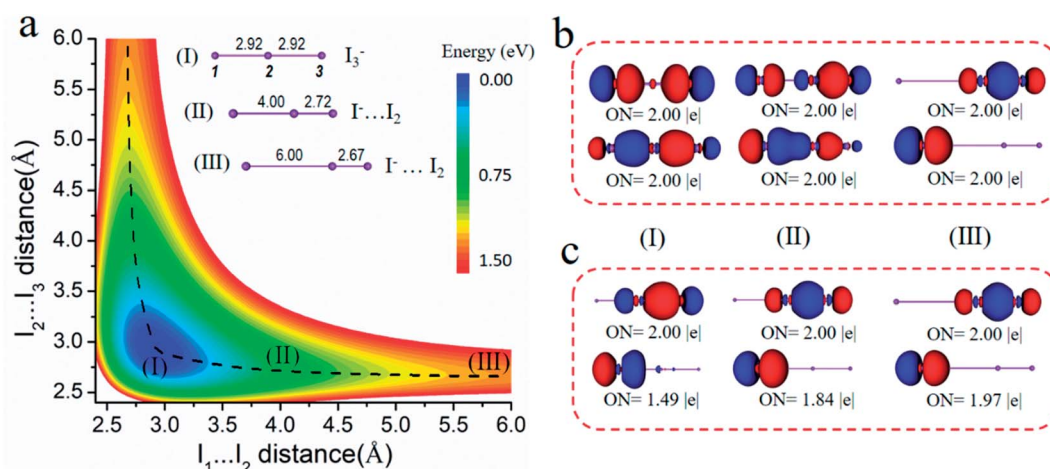 a
6.0
5.5
5.0
4.5
4.0
3.5
3.0
2.5
I2...I3 distance(Å)
2.4 3.0 3.5 4.0 4.5 5.0 5.5 6.0
I1...I2 distance(Å)
(I) 2.92 2.92 I3-
1 2 3
(II) 4.00 2.72 I-...I2
(III) 6.00 2.67 I- ... I2
Energy (eV)
0.00
0.75
1.50
(I)
(II)
(III)
b
ON= 2.00 |e| ON= 2.00 |e| ON= 2.00 |e|
ON= 2.00 |e| ON= 2.00 |e| ON= 2.00 |e|
(I) (II) (III)
c
ON= 2.00 |e| ON= 2.00 |e| ON= 2.00 |e|
ON= 1.49 |e| ON= 1.84 |e| ON= 1.97 |e|